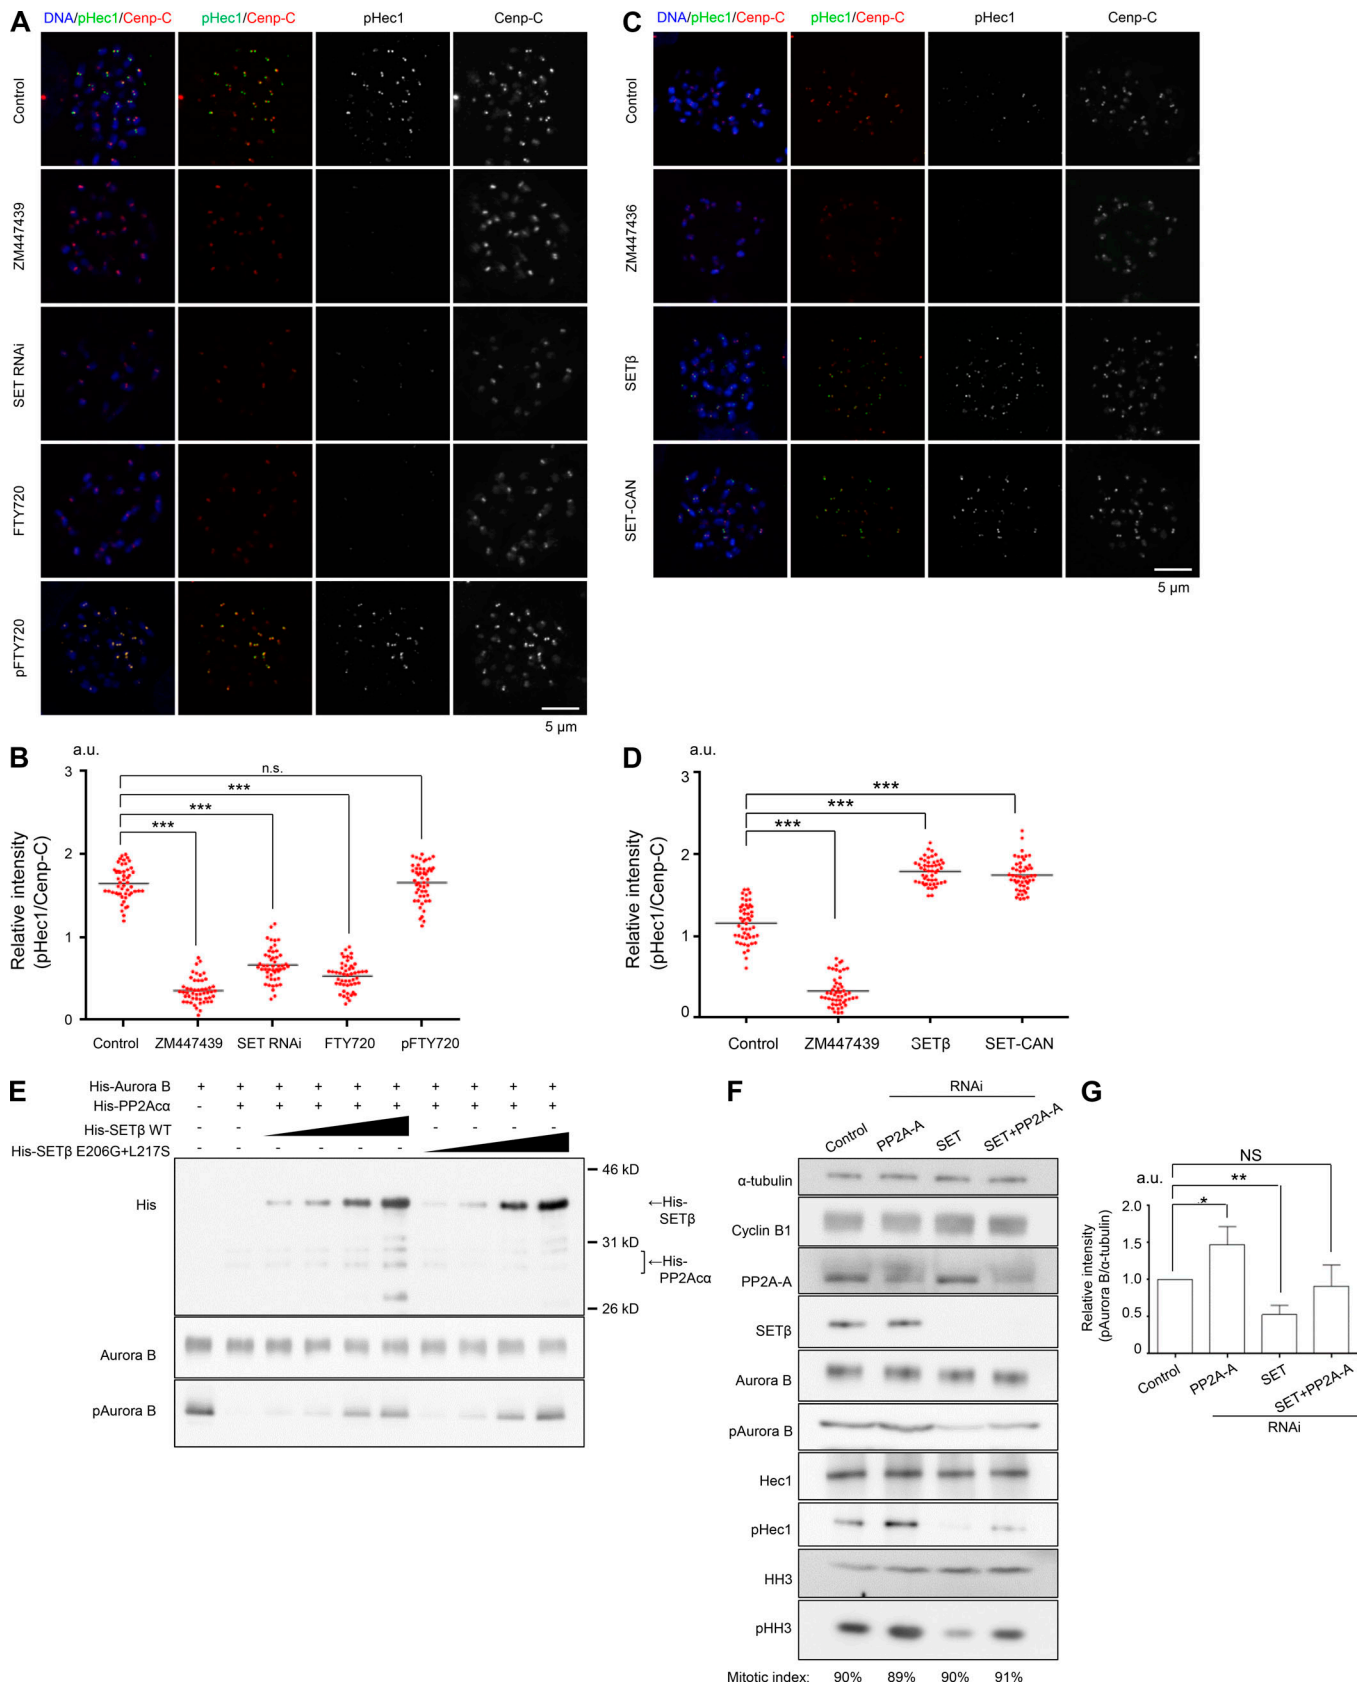 A
DNA/pHec1/Cenp-C pHec1/Cenp-C pHec1 Cenp-C
Control
ZM447439
SET RNAi
FTY720
pFTY720
5 μm
C
DNA/pHec1/Cenp-C pHec1/Cenp-C pHec1 Cenp-C
Control
ZM447436
SETβ
SET-CAN
5 μm
B
a.u.
Relative intensity
(pHec1/Cenp-C)
3
2
1
0
n.s.
***
***
***
Control ZM447439 SET RNAi FTY720 pFTY720
D
a.u.
Relative intensity
(pHec1/Cenp-C)
3
2
1
0
***
***
***
Control ZM447439 SETβ SET-CAN
E
His-Aurora B + + + + + + + + + +
His-PP2Acα - + + + + + + + + +
His-SETβ WT - - - - - -
His-SETβ E206G+L217S - - - - - -
His
Aurora B
pAurora B
46 kD
←His-
SETβ
31 kD
←His-
PP2Acα
26 kD
F
RNAi
Control PP2A-A SET SET+PP2A-A
α-tubulin
Cyclin B1
PP2A-A
SETβ
Aurora B
pAurora B
Hec1
pHec1
HH3
pHH3
Mitotic index: 90% 89% 90% 91%
G
a.u.
Relative intensity
(pAurora B/α-tubulin)
2.0
1.5
1.0
0.5
0
NS
**
*
Control PP2A-A SET SET+PP2A-A
RNAi